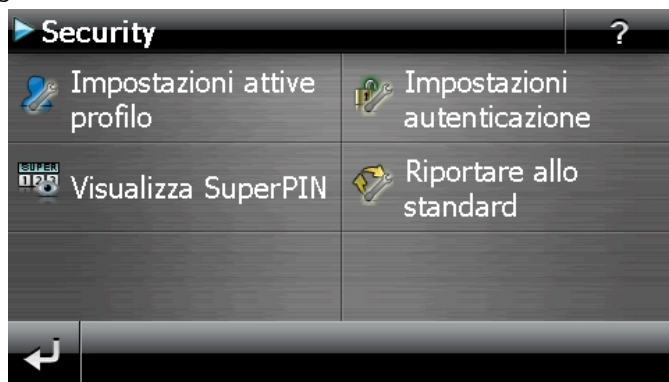 Security
?
Impostazioni attive
profilo
Impostazioni
autenticazione
SUPER
123
Visualizza SuperPIN
Riportare allo
standard